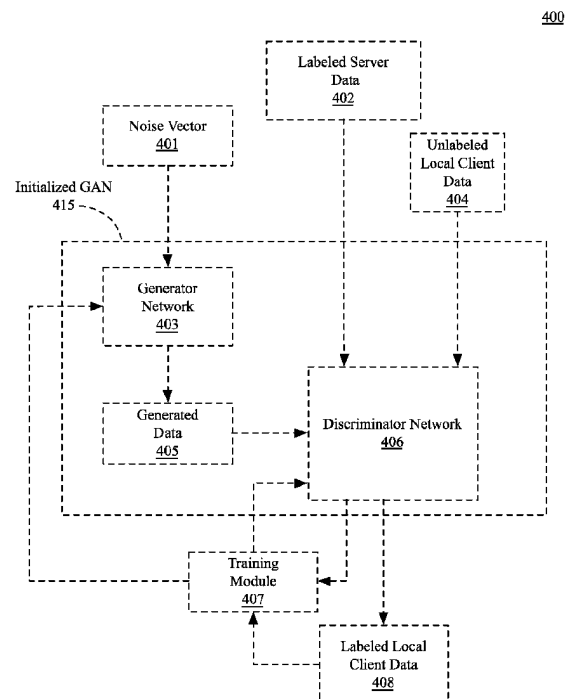 400
Labeled Server
Data
402
Noise Vector
401
Unlabeled
Local Client
Data
404
Initialized GAN
415
Generator
Network
403
Generated
Data
405
Discriminator Network
406
Training
Module
407
Labeled Local
Client Data
408